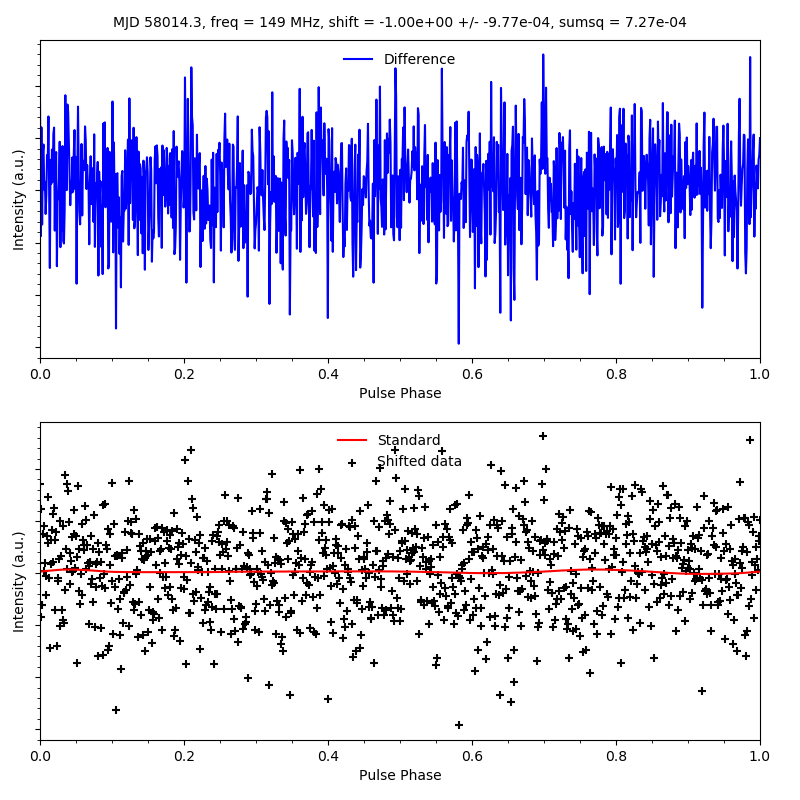 MJD 58014.3, freq = 149 MHz, shift = -1.00e+00 +/- -9.77e-04, sumsq = 7.27e-04
Difference
Intensity (a.u.)
0.0 0.2 0.4 0.6 0.8 1.0
Pulse Phase
Standard
Shifted data
Intensity (a.u.)
0.0 0.2 0.4 0.6 0.8 1.0
Pulse Phase